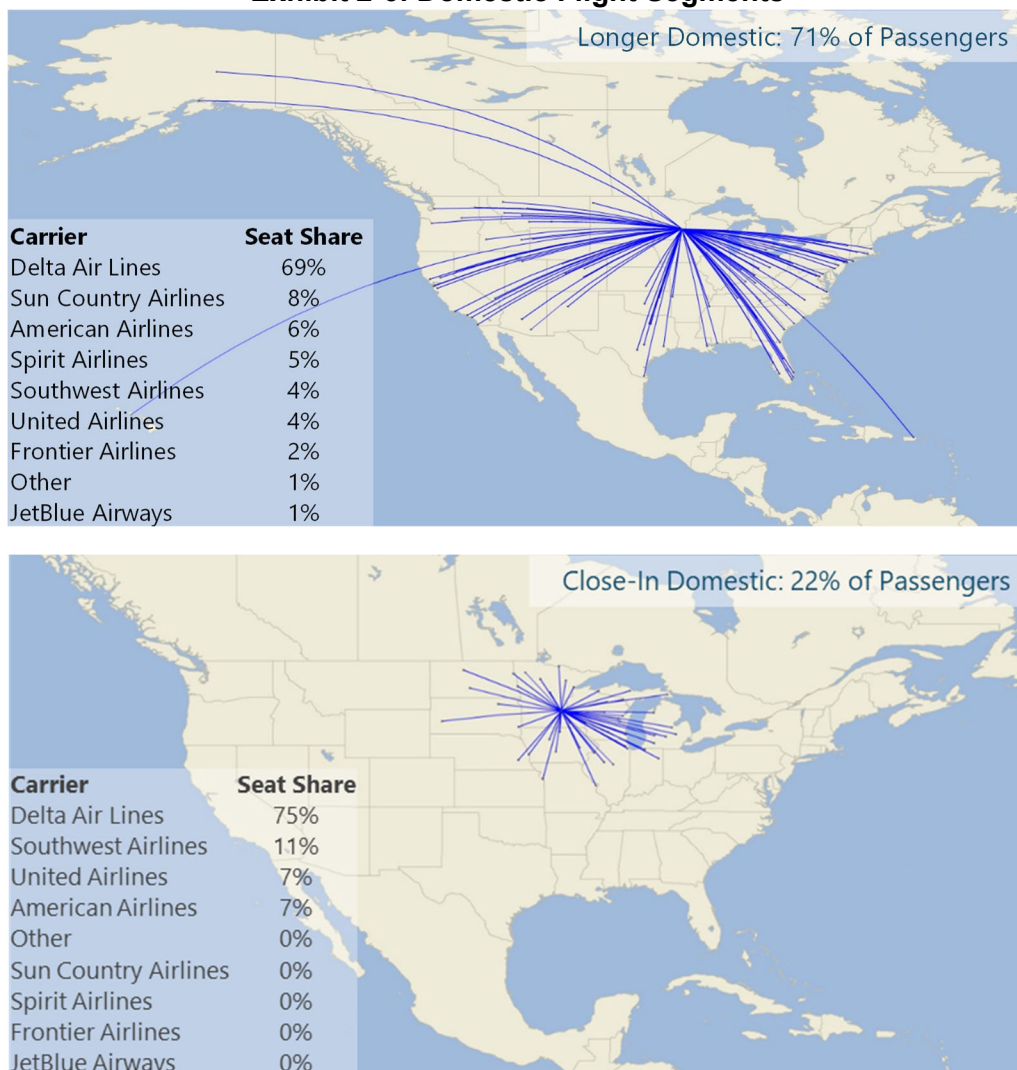 Longer Domestic: 71% of Passengers
Carrier Seat Share
Delta Air Lines 69%
Sun Country Airlines 8%
American Airlines 6%
Spirit Airlines 5%
Southwest Airlines 4%
United Airlines 4%
Frontier Airlines 2%
Other 1%
JetBlue Airways 1%
Close-In Domestic: 22% of Passengers
Carrier Seat Share
Delta Air Lines 75%
Southwest Airlines 11%
United Airlines 7%
American Airlines 7%
Other 0%
Sun Country Airlines 0%
Spirit Airlines 0%
Frontier Airlines 0%
JetBlue Airways 0%